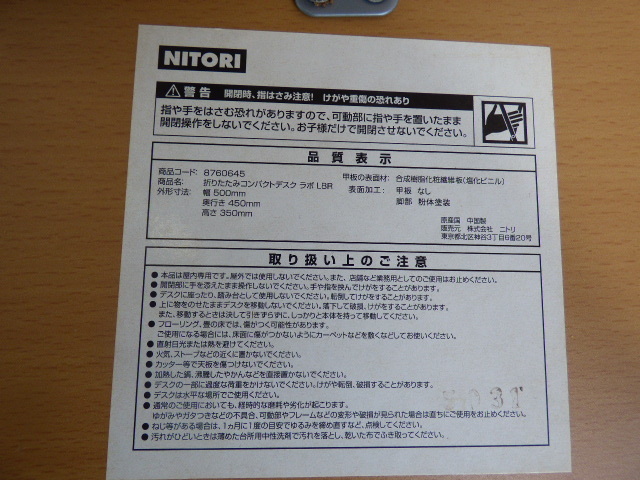 NITORI
警告 開閉時、指はさみ注意! けがや重傷の恐れあり
指や手をはさむ恐れがありますので、可動部に指や手を置いたまま
開閉操作をしないでください。お子様だけで開閉させないでください。
品質表示
商品コード: 8760645
商品名: 折りたたみコンパクトデスク ラボ LBR
外形寸法: 幅 500mm
奥行き 450mm
高さ 350mm
甲板の表面材: 合成樹脂化粧繊維板(塩化ビニル)
表面加工: 甲板 なし
脚部 粉体塗装
原産国 中国製
販売元 株式会社 ニトリ
東京都北区神谷3丁目6番20号
取り扱い上のご注意
●本品は屋内専用です。屋外では使用しないでください。また、店舗など業務用としてのご使用はお止めください。
●開閉部に手を添えたまま操作しないでください。手や指を挟んでけがをすることがあります。
●デスクに座ったり、踏み台として使用しないでください。転倒してけがをすることがあります。
●上に物をのせたままデスクを移動しないでください。落下して破損、けがをすることがあります。
また、移動するときは決して引きずらずに、しっかりと本体を持って移動してください。
●フローリング、畳の床では、傷がつく可能性があります。
ご使用になる場合には、床面に傷がつかないようにカーペットなどを敷くなどしてお使いください。
●直射日光または熱を避けてください。
●火気、ストーブなどの近くに置かないでください。
●カッター等で天板を傷つけないでください。
●加熱した鍋、沸騰したやかんなどを直接置かないでください。
●デスクの一部に過度な荷重をかけないでください。けがや転倒、破損することがあります。
●デスクは水平な場所でご使用ください。
●通常のご使用においても、経時的な磨耗や劣化が起こります。
ゆがみやガタつきなどの不具合、可動部やフレームなどの変形や破損が見られた場合は直ちにご使用をお止めください。
●ねじ等がある場合は、1ヵ月に1度の目安でゆるみを締め直すなど、点検してください。
●汚れがひどいときは薄めた台所用中性洗剤で汚れを落とし、乾いた布でふき取ってください。